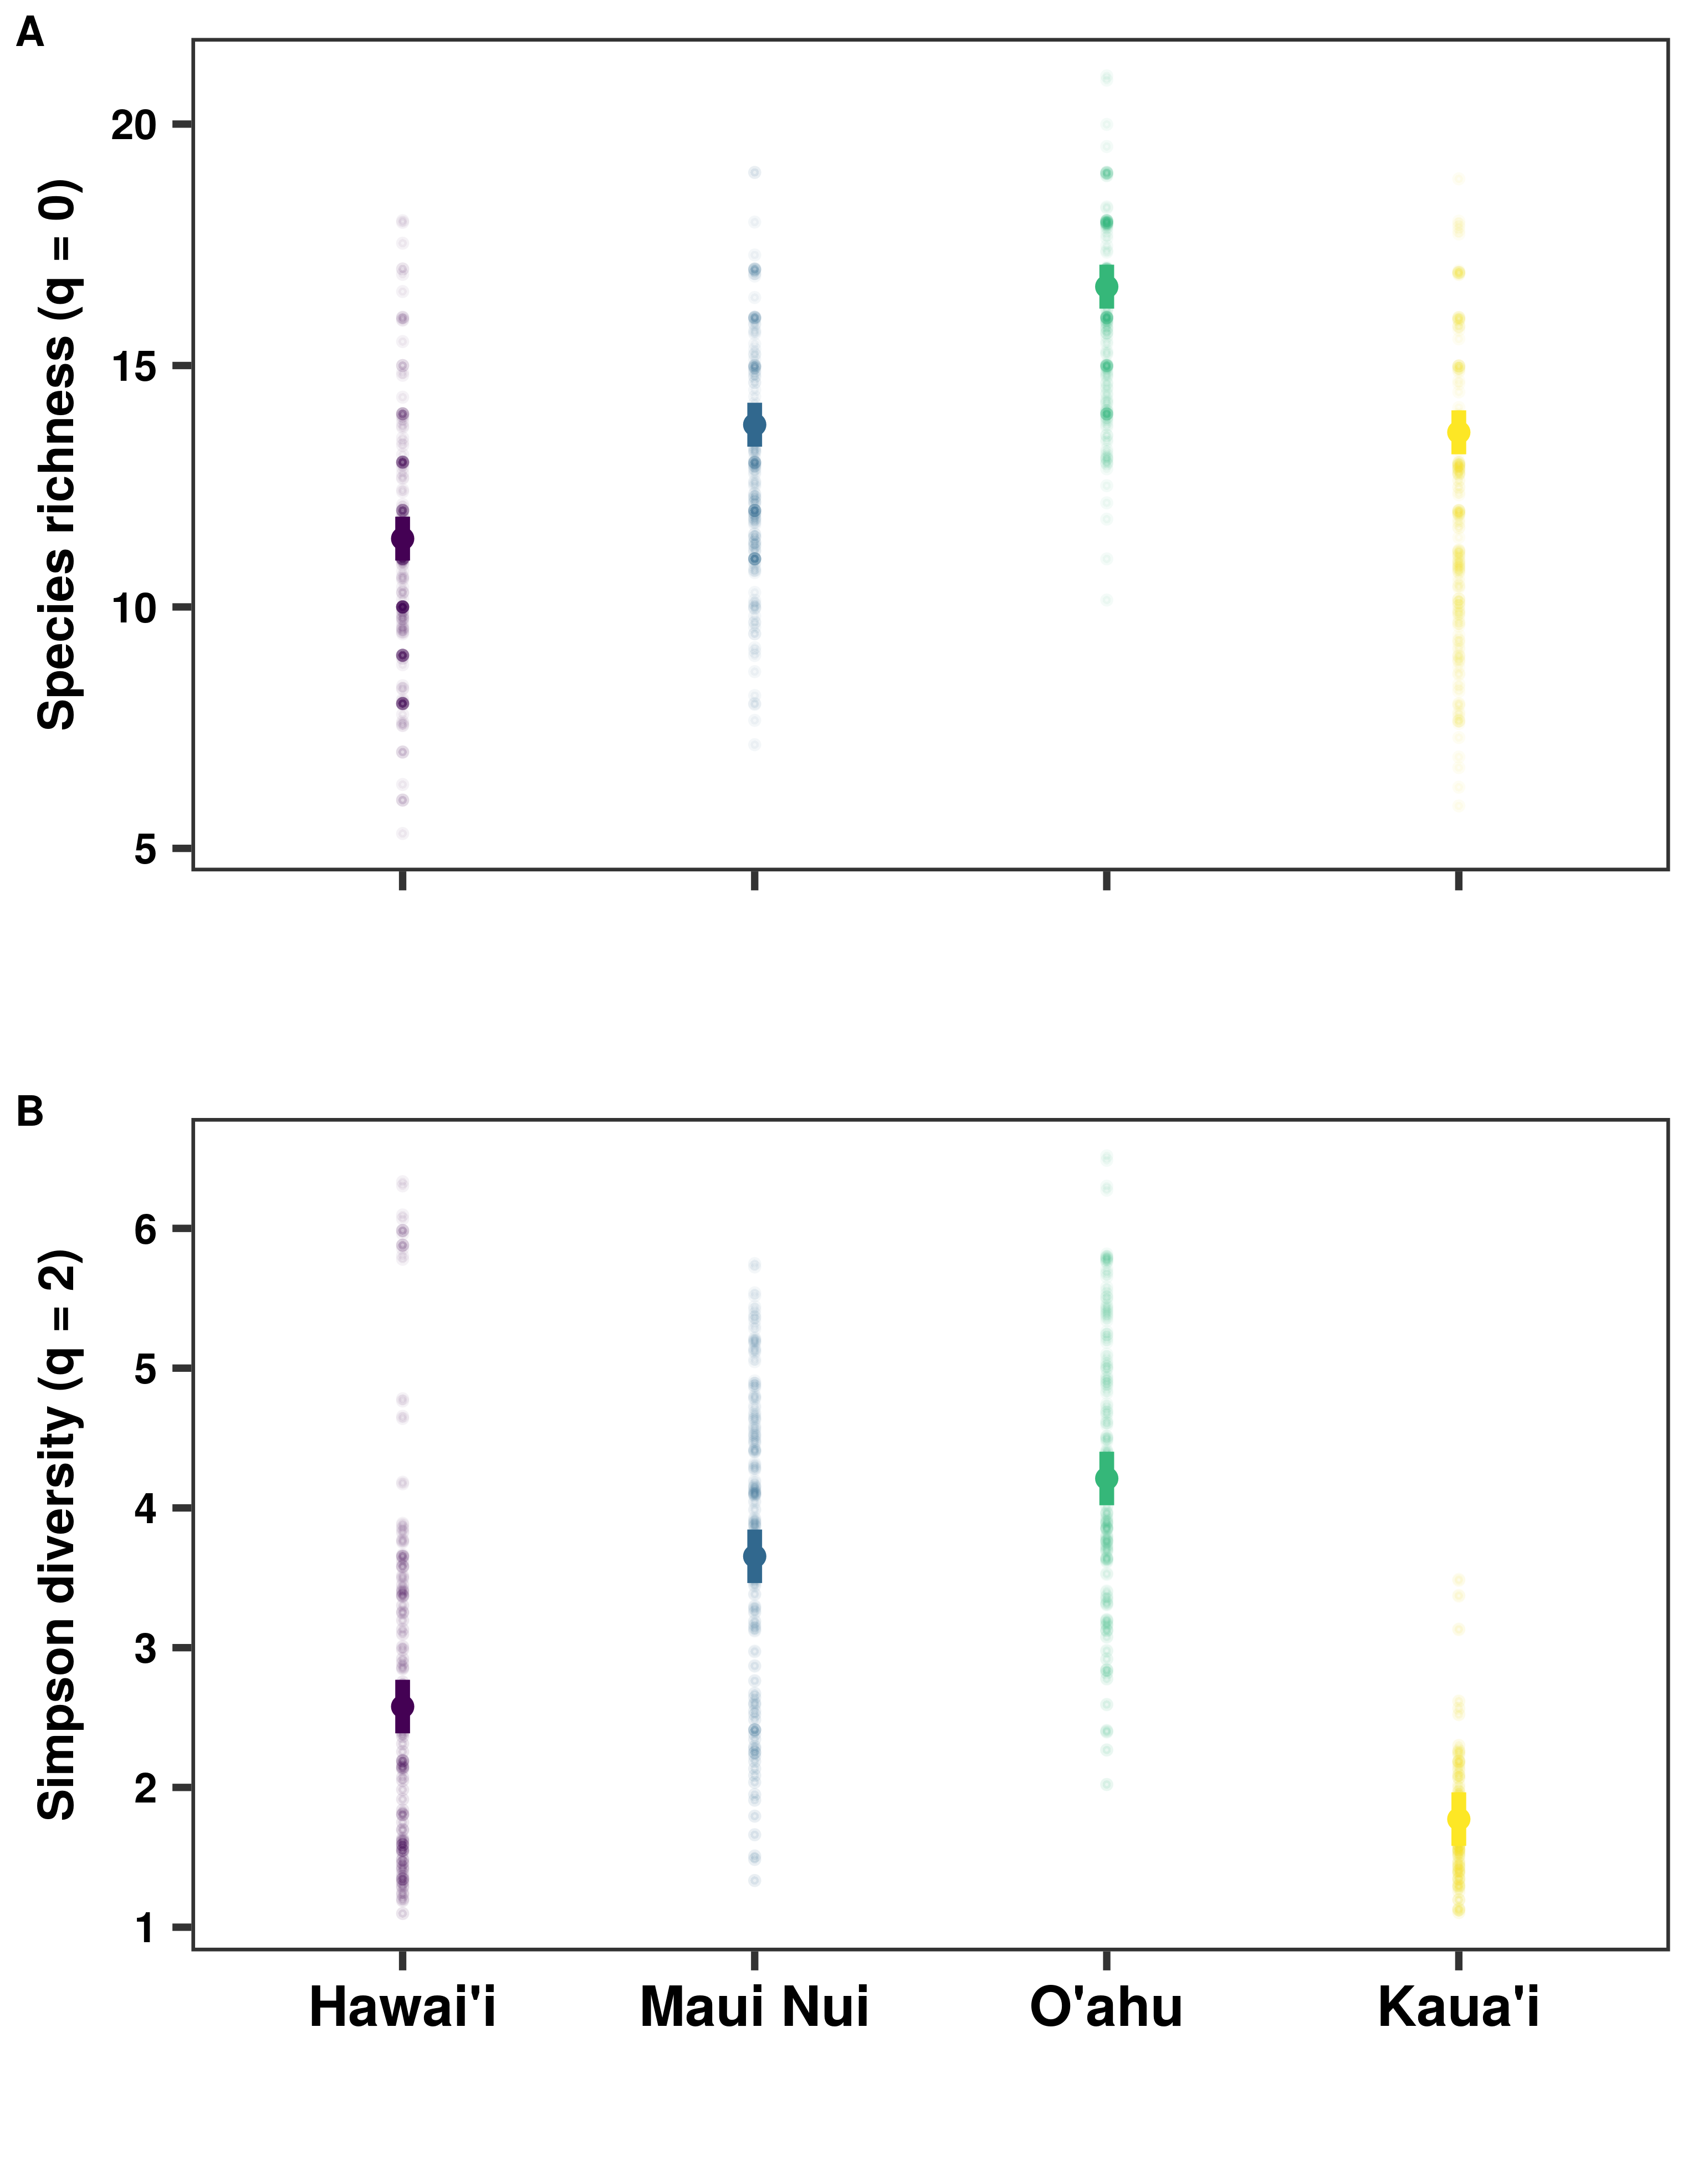 A
Species richness (q = 0)
20
15
10
5
B
Simpson diversity (q = 2)
6
5
4
3
2
1
Hawai'i
Maui Nui
O'ahu
Kaua'i